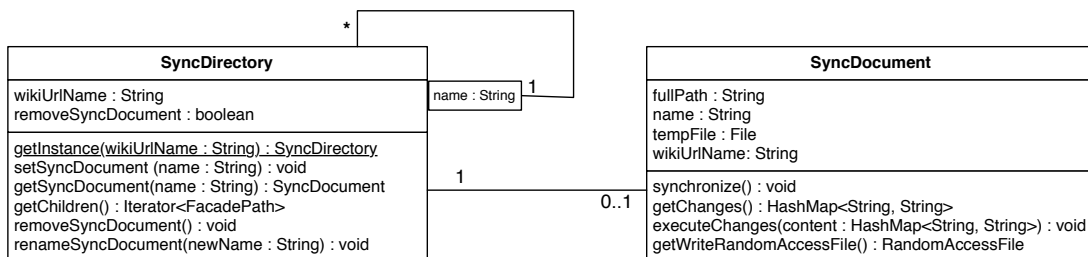 *
SyncDirectory
wikiUrlName : String
removeSyncDocument : boolean
getInstance(wikiUrlName : String) : SyncDirectory
setSyncDocument (name : String) : void
getSyncDocument(name : String) : SyncDocument
getChildren() : Iterator<FacadePath>
removeSyncDocument() : void
renameSyncDocument(newName : String) : void
name : String
1
1
0..1
SyncDocument
fullPath : String
name : String
tempFile : File
wikiUrlName: String
synchronize() : void
getChanges() : HashMap<String, String>
executeChanges(content : HashMap<String, String>) : void
getWriteRandomAccessFile() : RandomAccessFile